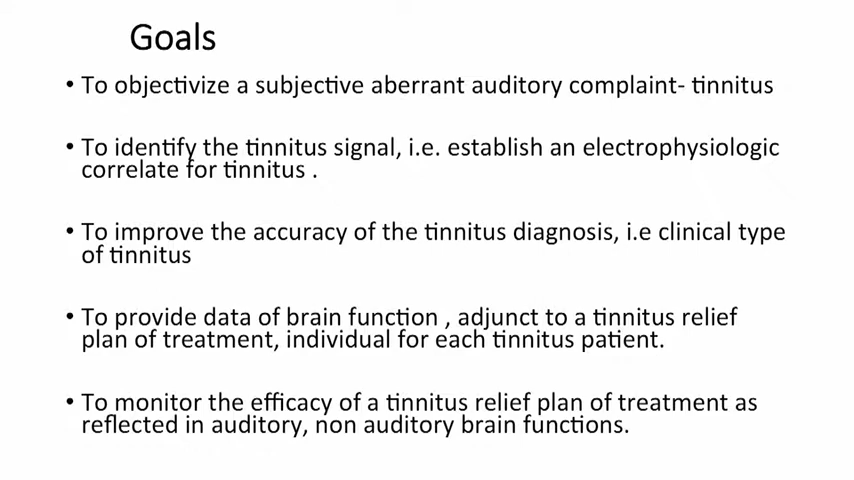 Goals
• To objectivize a subjective aberrant auditory complaint- tinnitus
• To identify the tinnitus signal, i.e. establish an electrophysiologic
correlate for tinnitus .
• To improve the accuracy of the tinnitus diagnosis, i.e clinical type
of tinnitus
• To provide data of brain function , adjunct to a tinnitus relief
plan of treatment, individual for each tinnitus patient.
• To monitor the efficacy of a tinnitus relief plan of treatment as
reflected in auditory, non auditory brain functions.